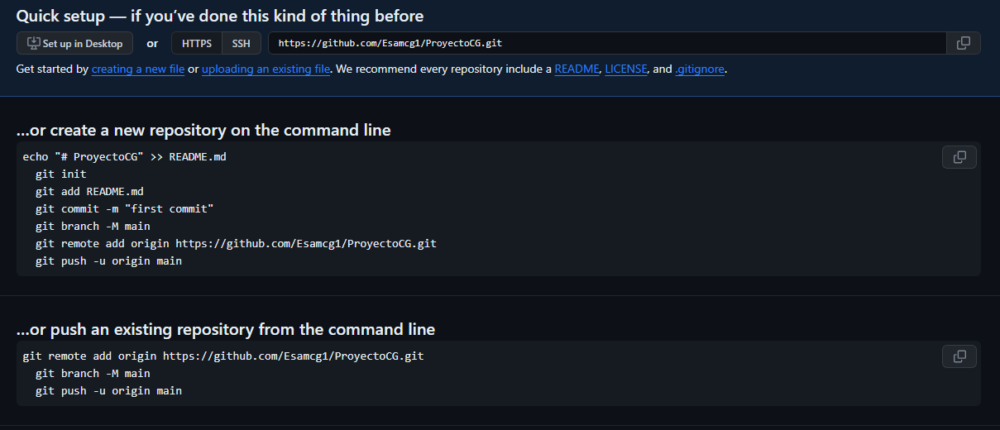 Quick setup — if you’ve done this kind of thing before
Set up in Desktop or HTTPS SSH https://github.com/Esamcg1/ProyectoCG.git
Get started by creating a new file or uploading an existing file. We recommend every repository include a README, LICENSE, and .gitignore.
…or create a new repository on the command line
echo "# ProyectoCG" >> README.md
git init
git add README.md
git commit -m "first commit"
git branch -M main
git remote add origin https://github.com/Esamcg1/ProyectoCG.git
git push -u origin main
…or push an existing repository from the command line
git remote add origin https://github.com/Esamcg1/ProyectoCG.git
git branch -M main
git push -u origin main